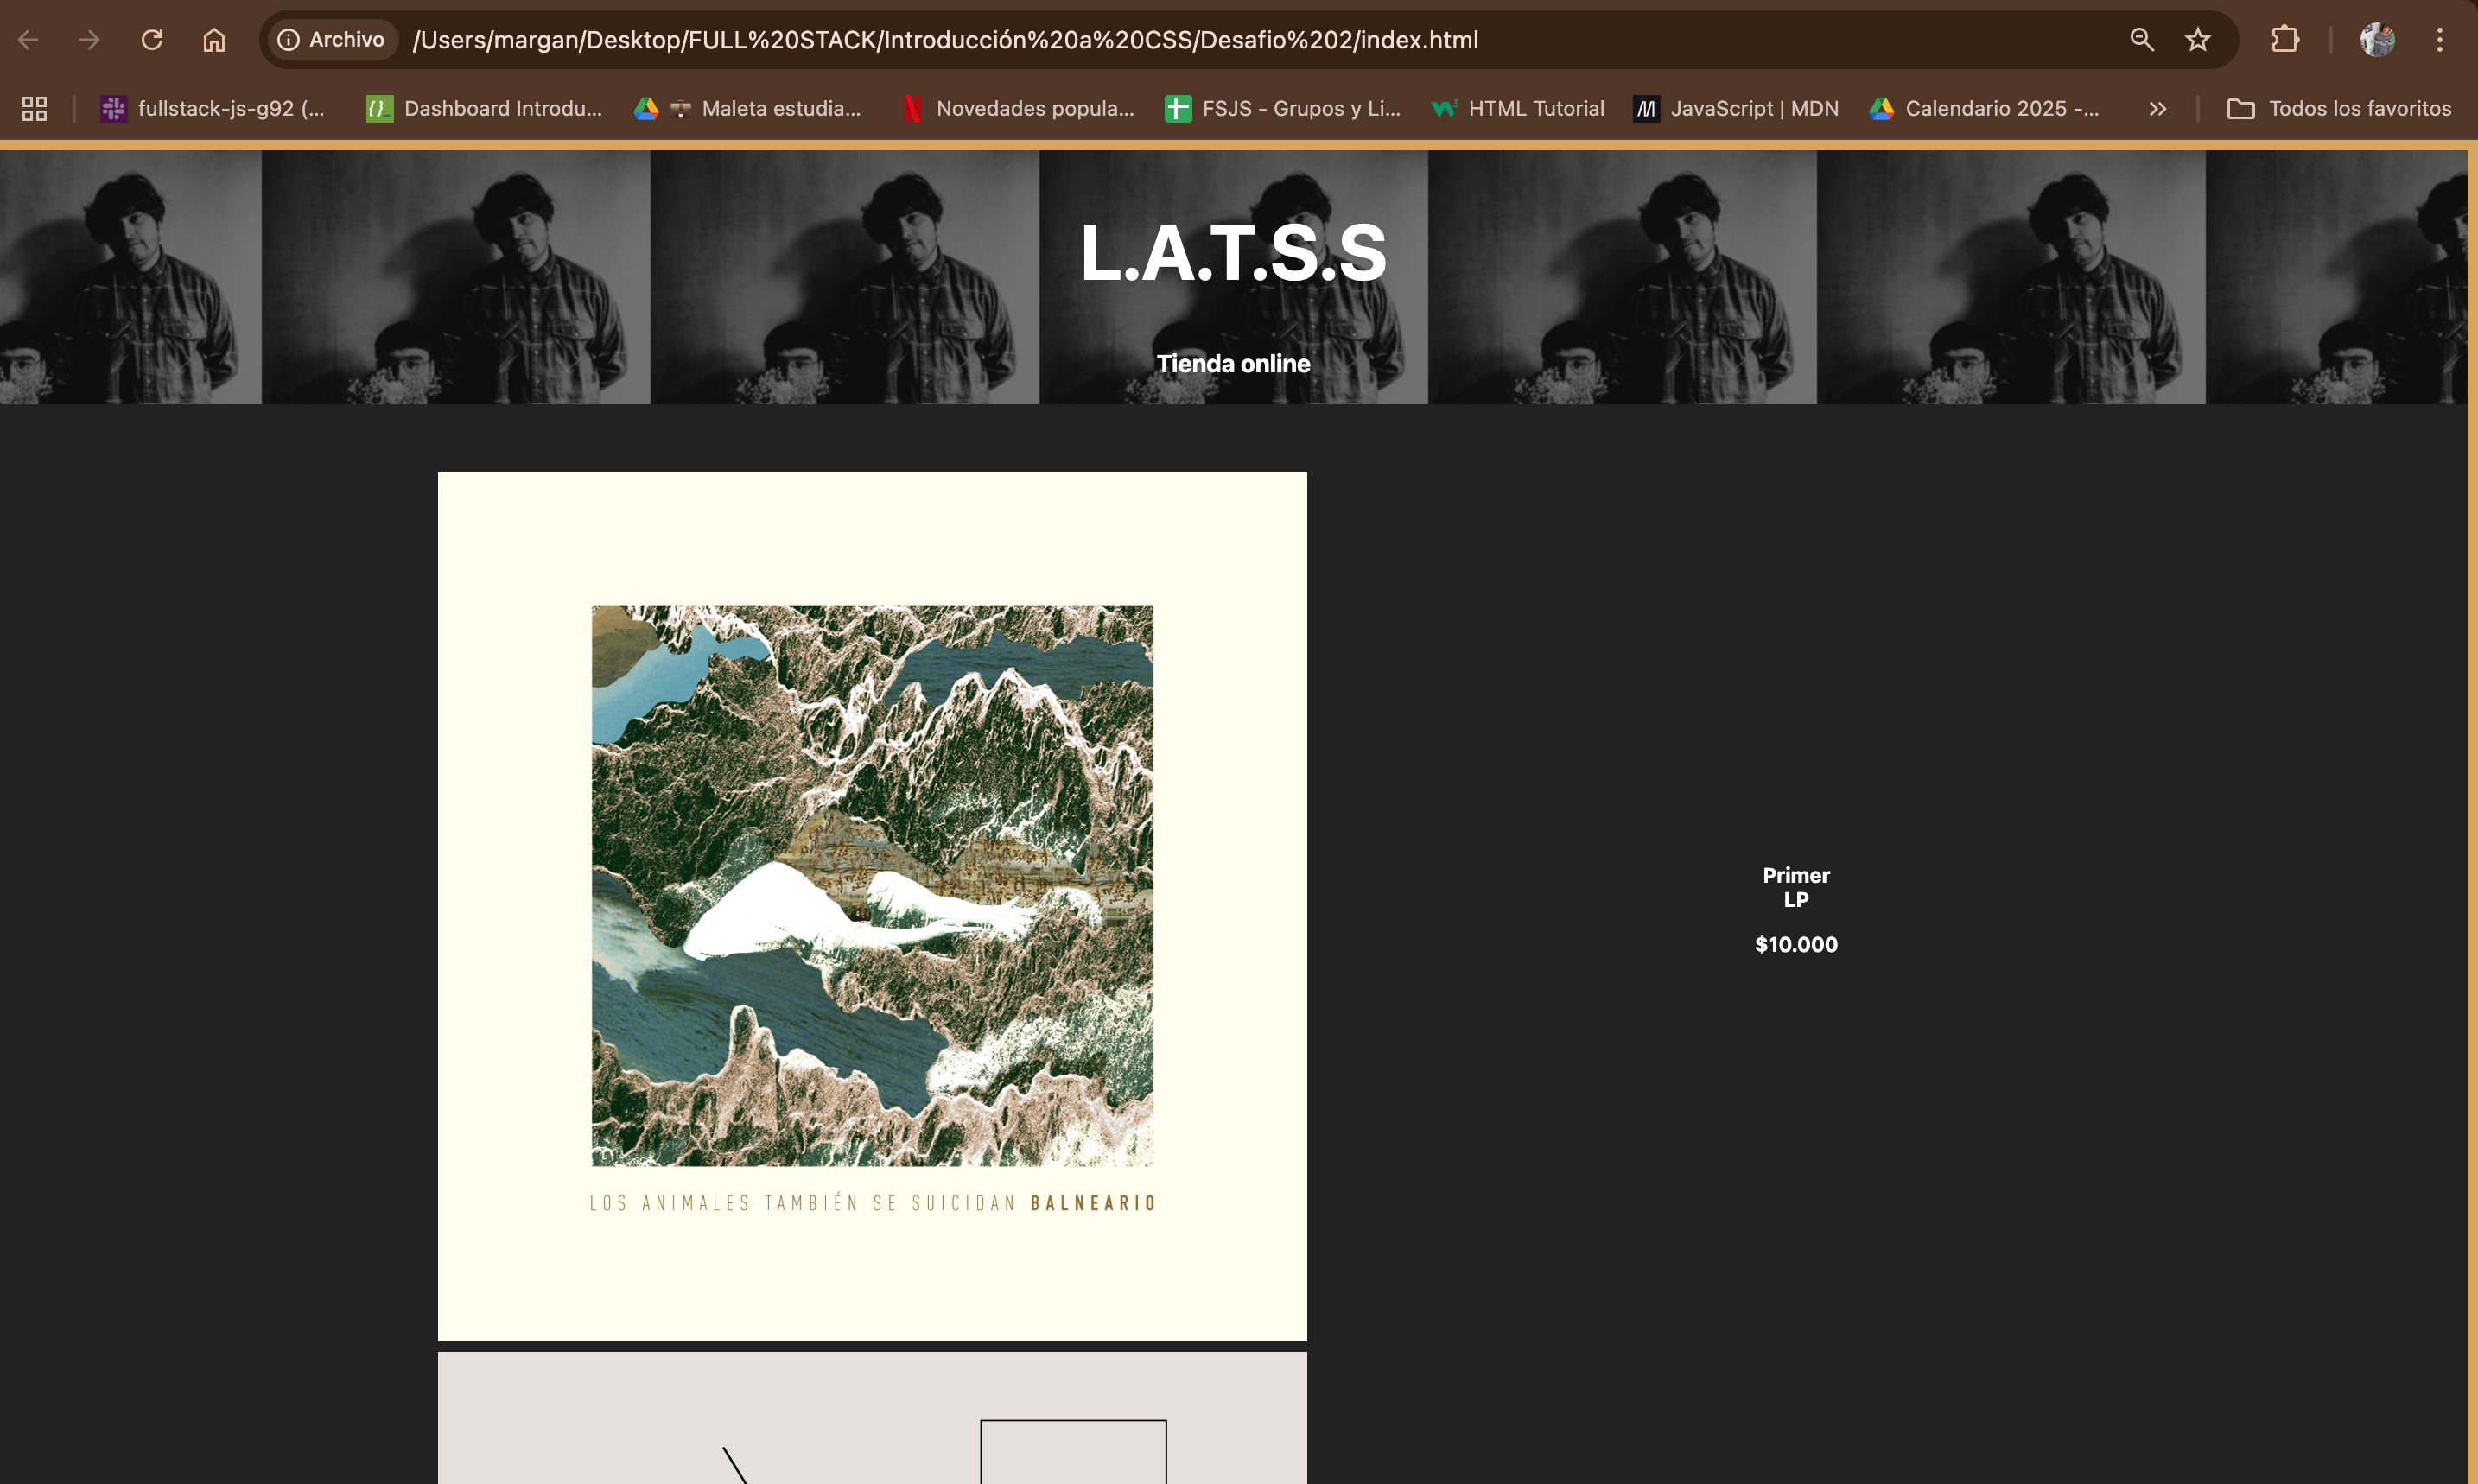 Archivo
/Users/margan/Desktop/FULL%20STACK/Introducción%20a%20CSS/Desafio%202/index.html
fullstack-js-g92 (...
Dashboard Introdu...
Maleta estudia...
Novedades popula...
FSJS - Grupos y Li...
HTML Tutorial
JavaScript | MDN
Calendario 2025 -...
Todos los favoritos
L.A.T.S.S
Tienda online
Primer
LP
$10.000
LOS ANIMALES TAMBIÉN SE SUICIDAN BALNEARIO